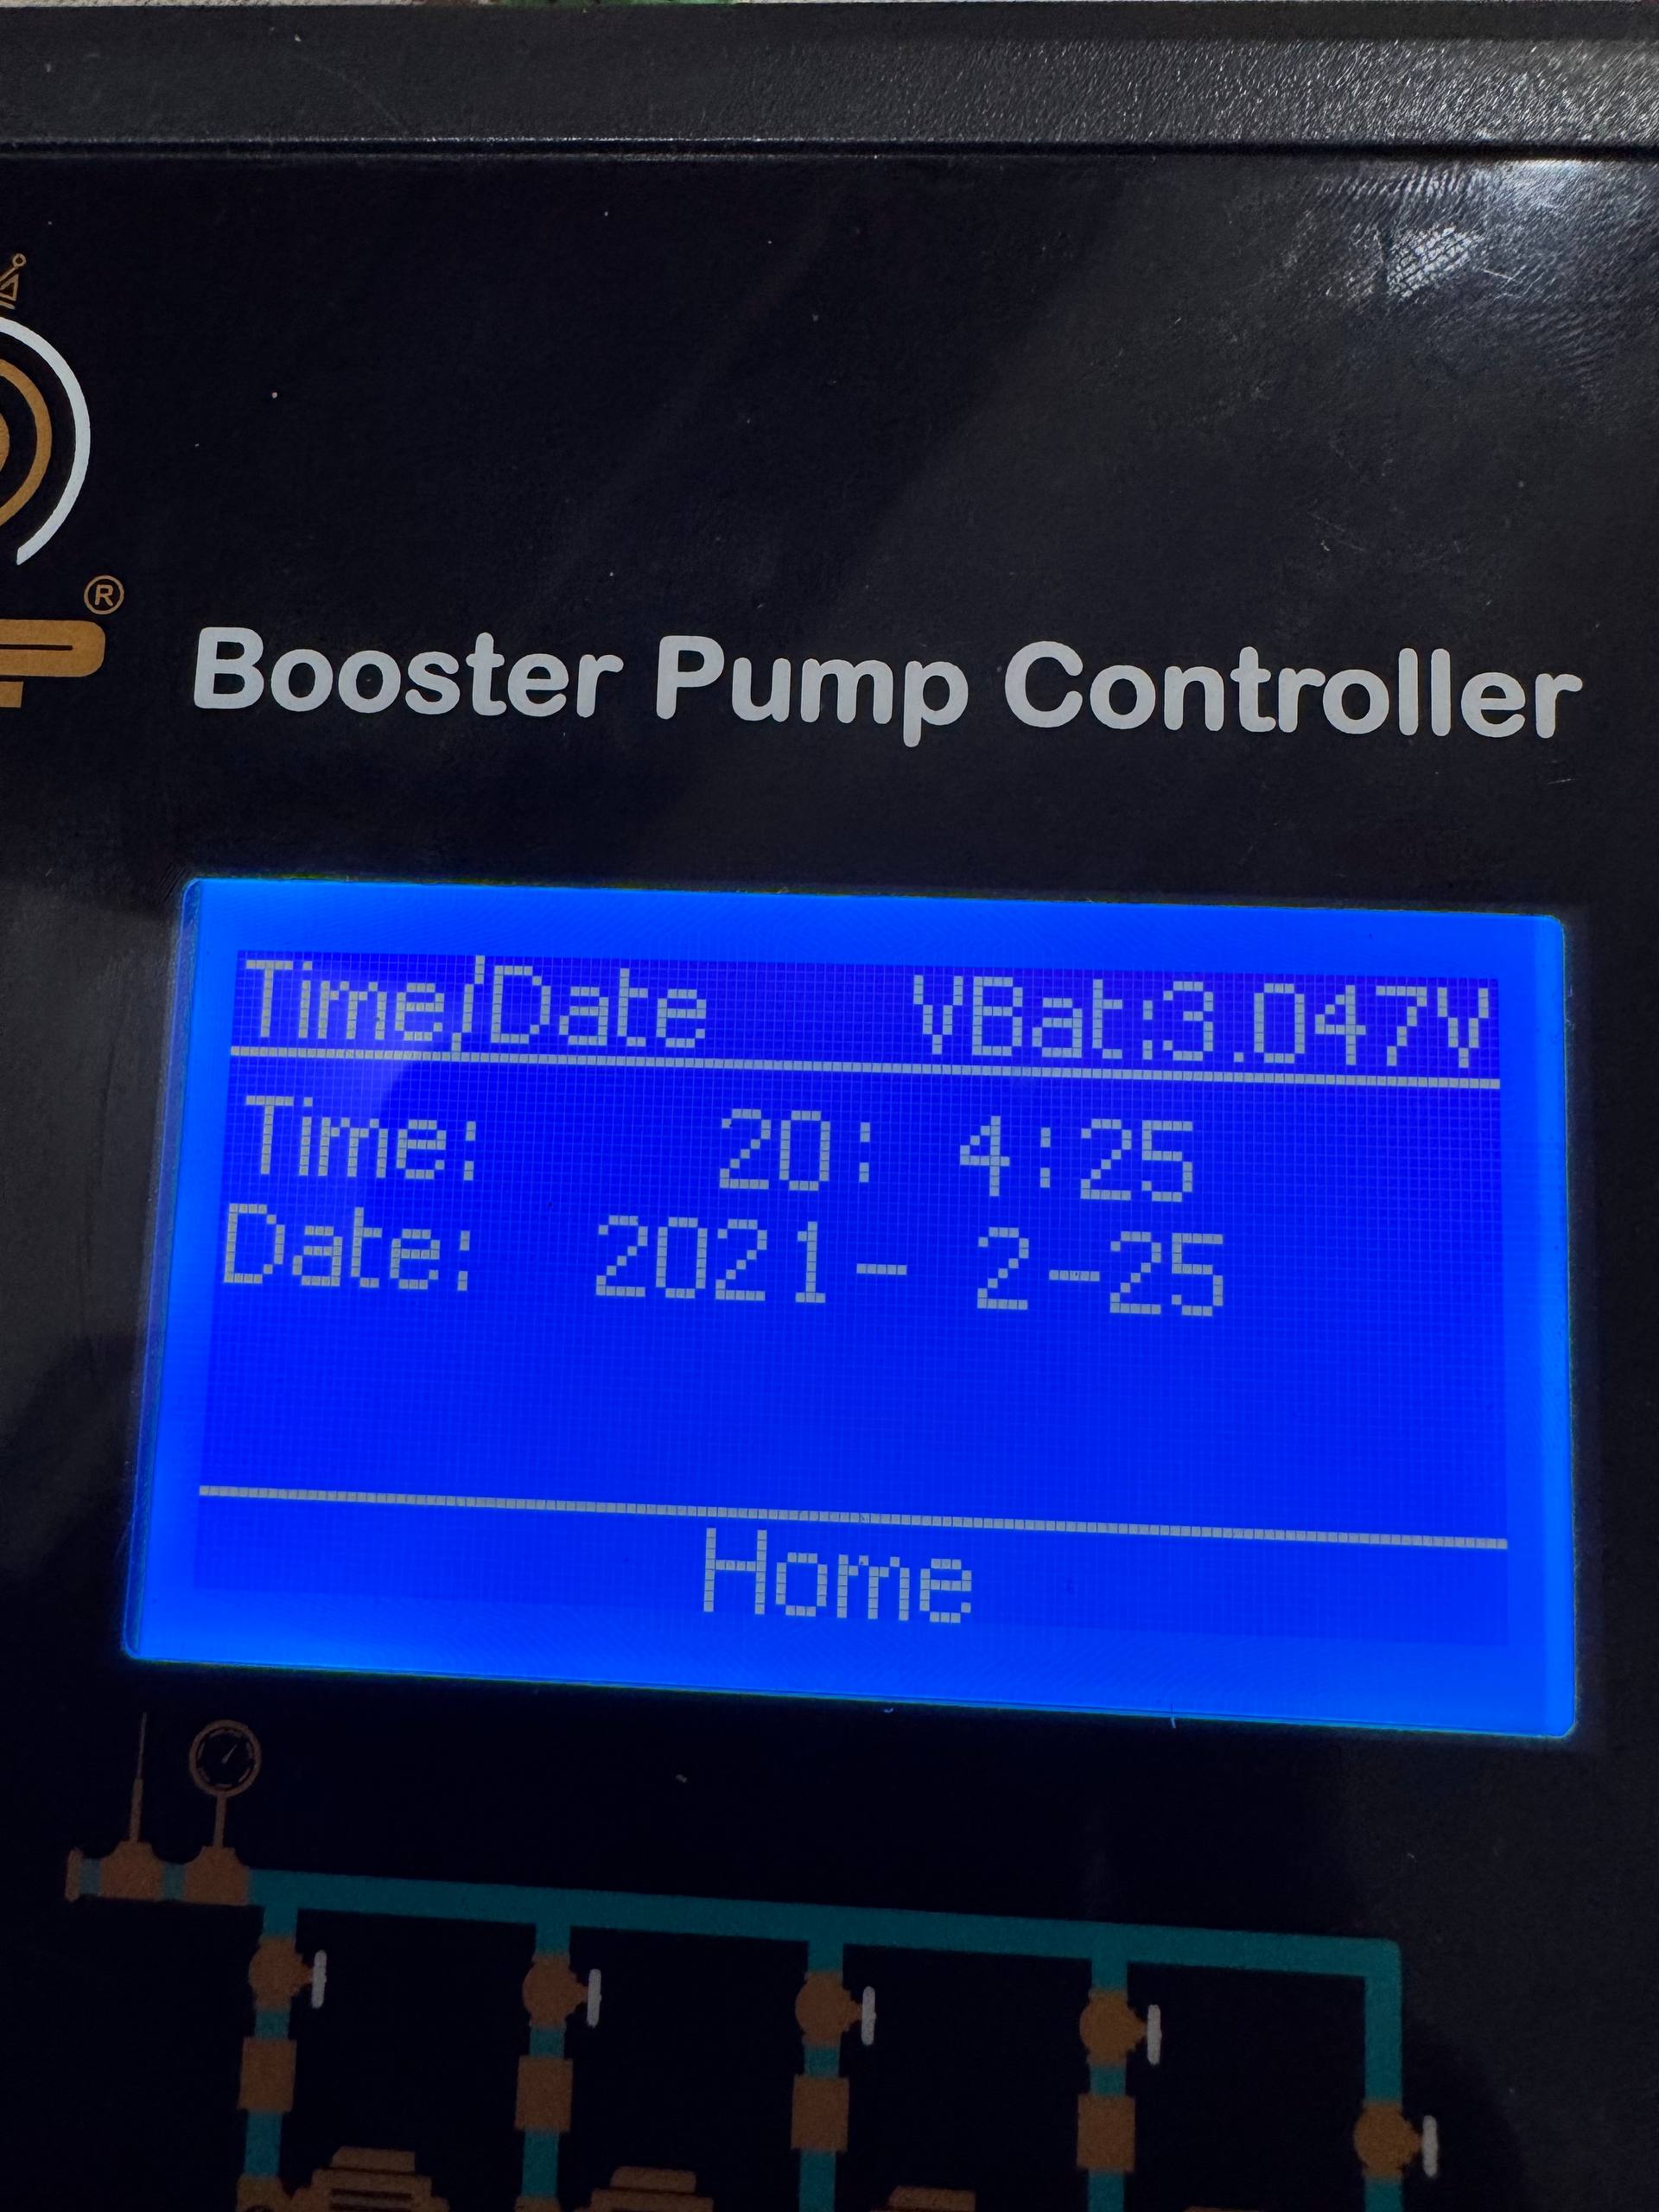 ®
Booster Pump Controller
Time/Date VBat:3.047V
Time: 20: 4:25
Date: 2021- 2-25
Home